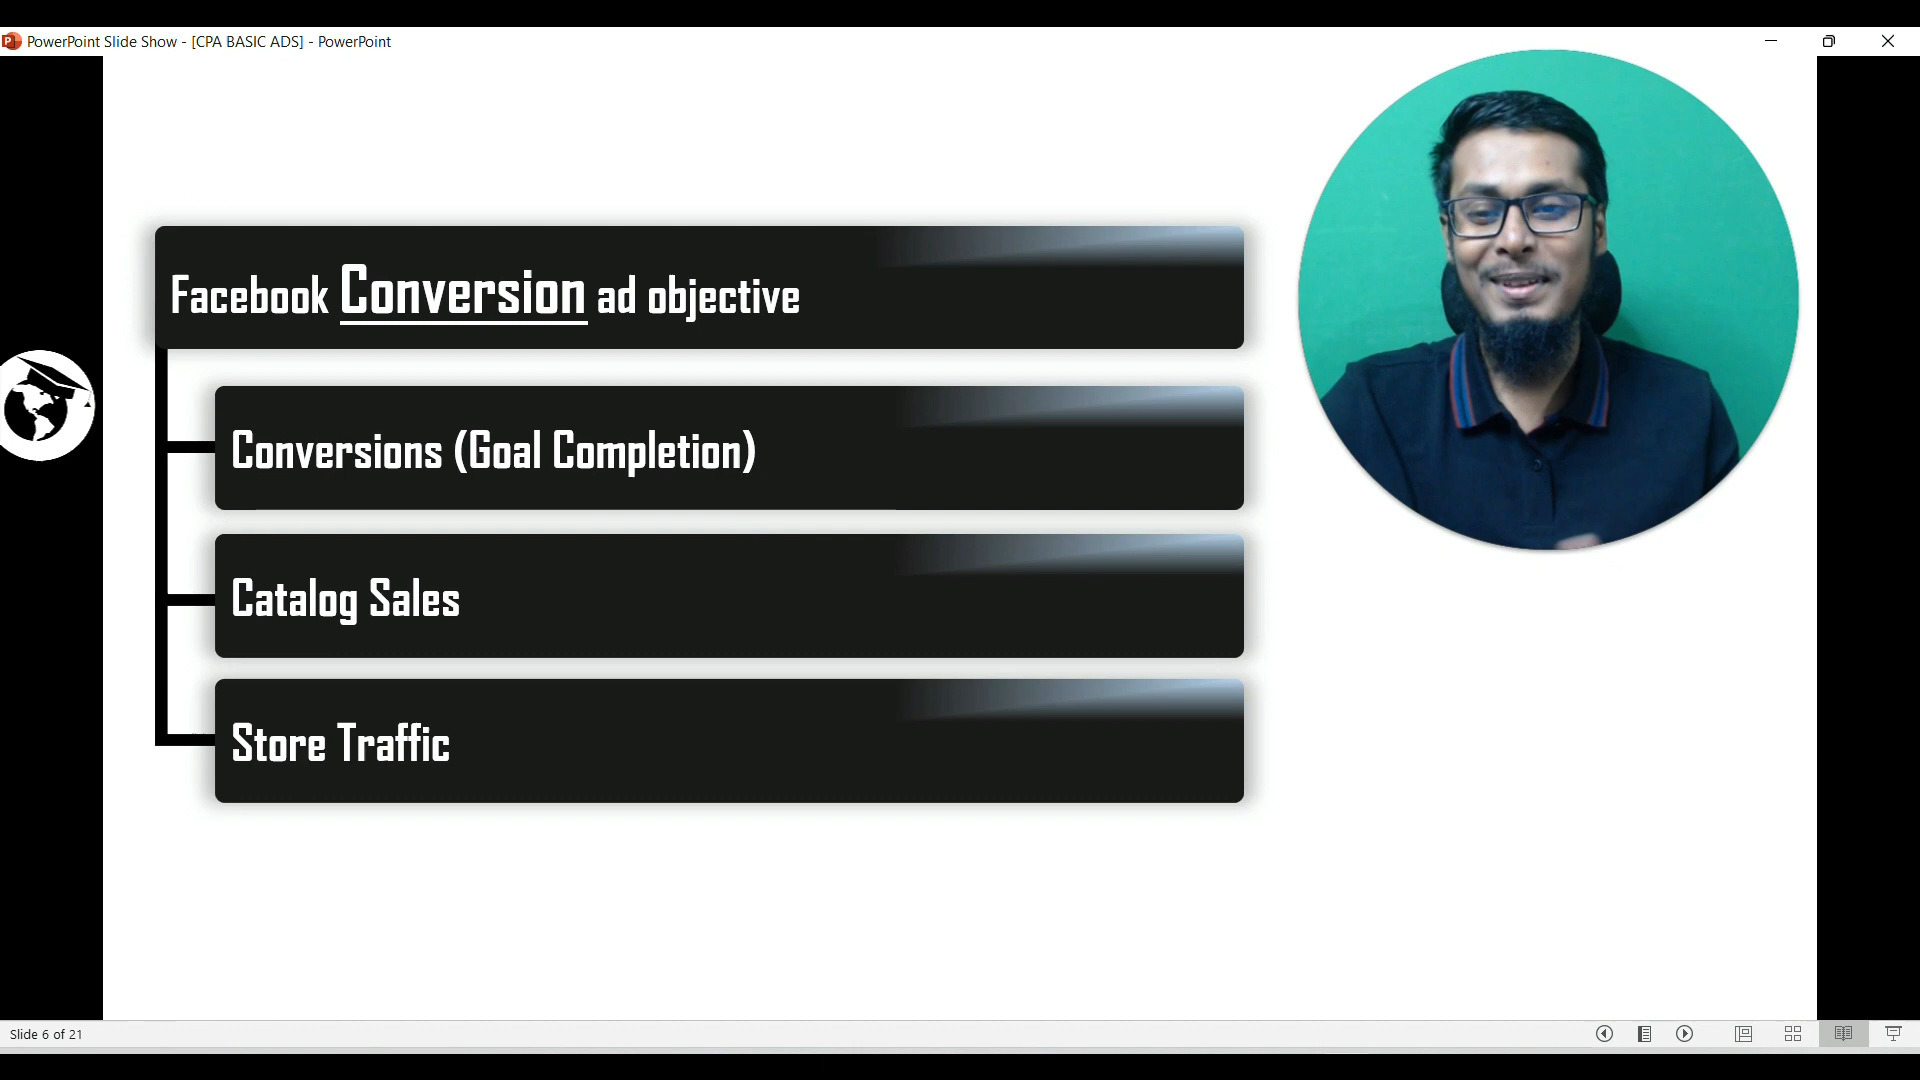 PowerPoint Slide Show - [CPA BASIC ADS] - PowerPoint
Facebook Conversion ad objective
Conversions (Goal Completion)
Catalog Sales
Store Traffic
Slide 6 of 21